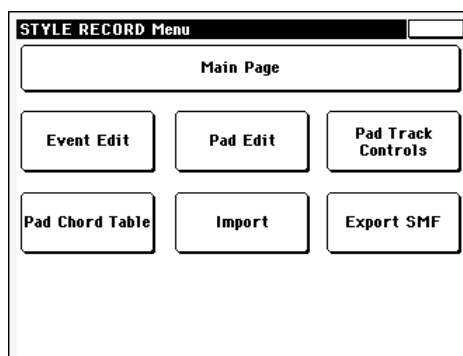 STYLE RECORD Menu
Main Page
Event Edit
Pad Edit
Pad Track
Controls
Pad Chord Table
Import
Export SMF